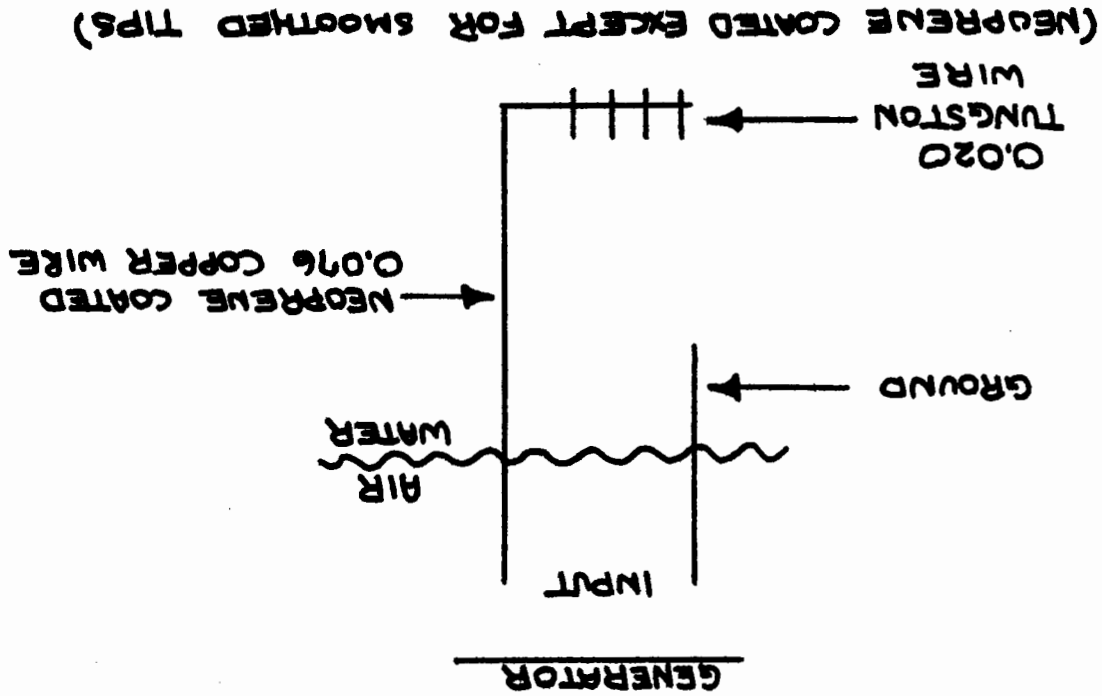 GENERATOR
INPUT
AIR
WATER
GROUND
NEOPRENE COATED
0.076 COPPER WIRE
0.020
TUNGSTON
WIRE
(NEOPRENE COATED EXCEPT FOR SMOOTHED TIPS)